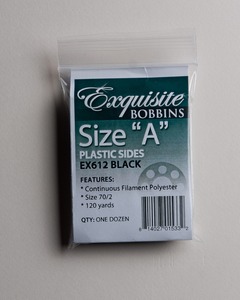 Exquisite
BOBBINS
Size "A"
PLASTIC SIDES
EX612 BLACK
FEATURES:
* Continuous Filament Polyester
* Size 70/2
* 120 yards
QTY: ONE DOZEN